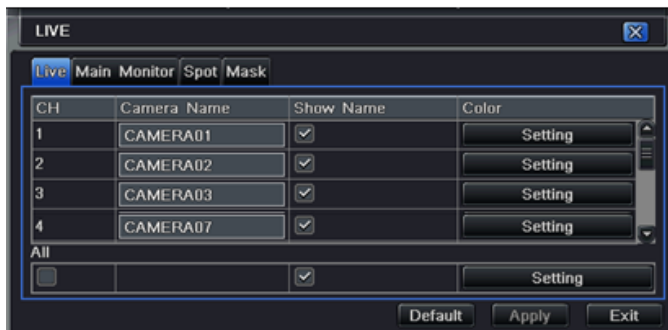 LIVE
Live Main Monitor Spot Mask
CH Camera Name Show Name Color
1 CAMERA01 Setting
2 CAMERA02 Setting
3 CAMERA03 Setting
4 CAMERA07 Setting
All
Setting
Default Apply Exit